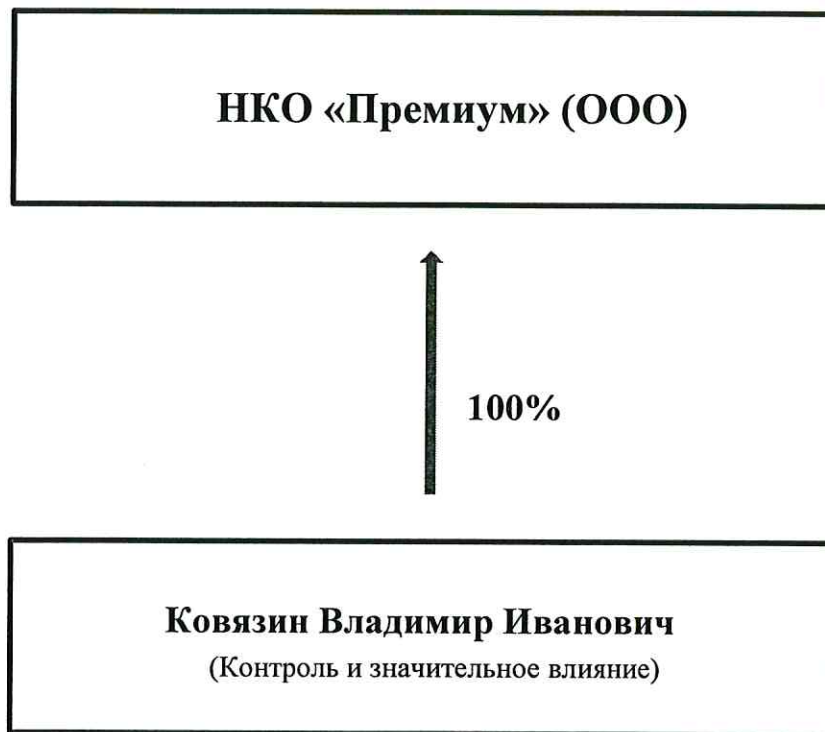 НКО «Премиум» (ООО)
100%
Ковязин Владимир Иванович
(Контроль и значительное влияние)